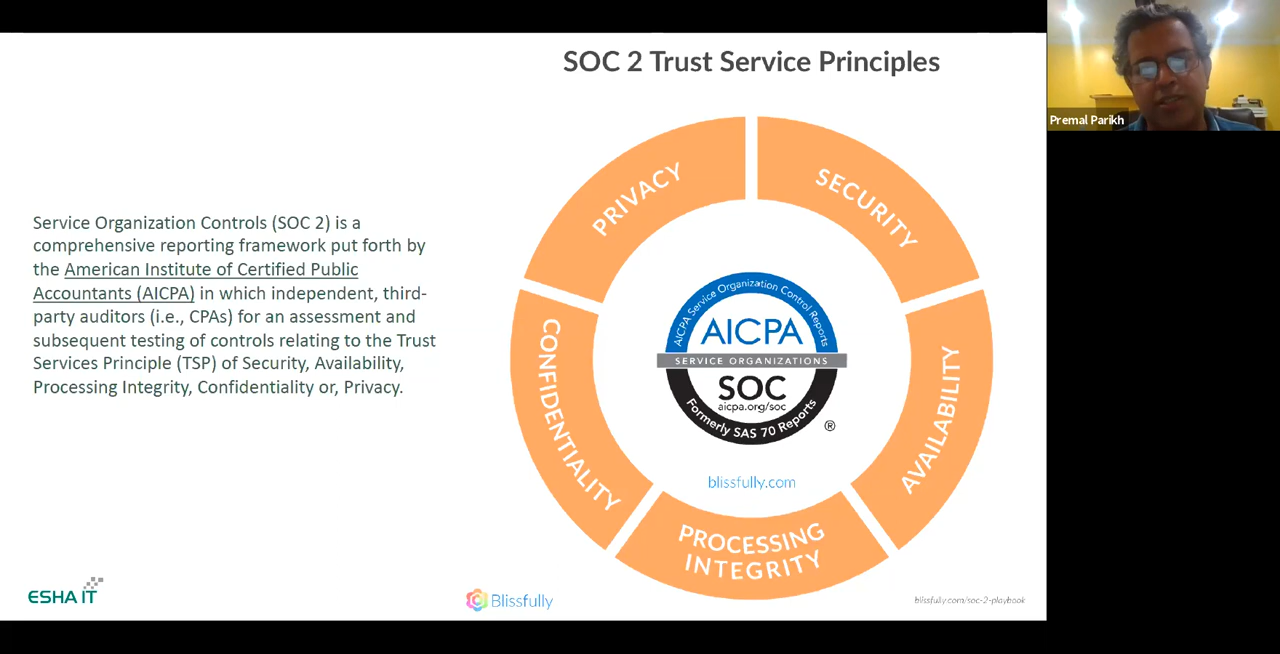 SOC 2 Trust Service Principles
Premal Parikh
Service Organization Controls (SOC 2) is a
comprehensive reporting framework put forth by
the American Institute of Certified Public
Accountants (AICPA) in which independent, third-
party auditors (i.e., CPAs) for an assessment and
subsequent testing of controls relating to the Trust
Services Principle (TSP) of Security, Availability,
Processing Integrity, Confidentiality or, Privacy.
PRIVACY
SECURITY
CONFIDENTIALITY
AVAILABILITY
PROCESSING
INTEGRITY
AICPA Service Organization Control Reports
AICPA
SERVICE ORGANIZATIONS
SOC
aicpa.org/soc
Formerly SAS 70 Reports
®
blissfully.com
ESHA IT
Blissfully
blissfully.com/soc-2-playbook